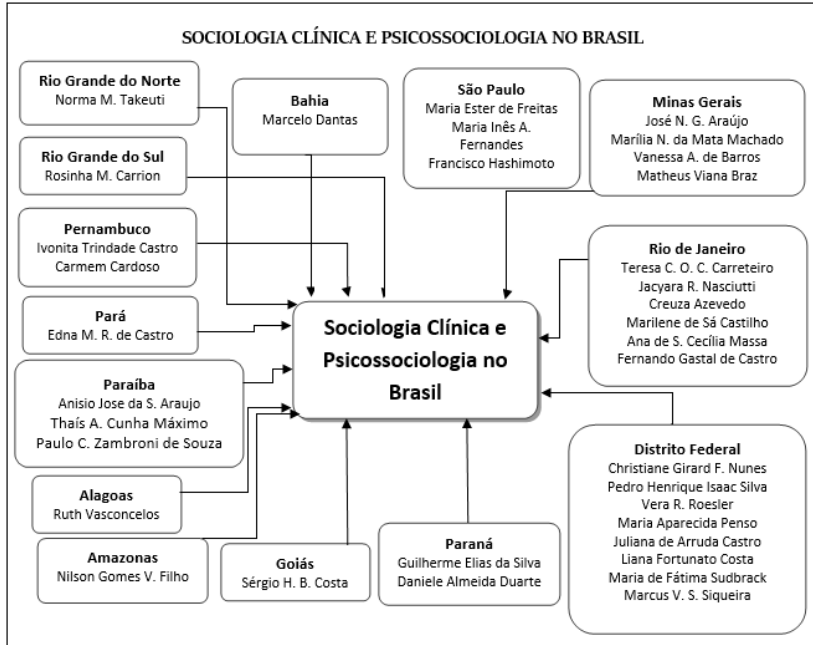 SOCIOLOGIA CLÍNICA E PSICOSSOCIOLOGIA NO BRASIL
Rio Grande do Norte
Norma M. Takeuti
Bahia
Marcelo Dantas
São Paulo
Maria Ester de Freitas
Maria Inês A.
Fernandes
Francisco Hashimoto
Minas Gerais
José N. G. Araújo
Marília N. da Mata Machado
Vanessa A. de Barros
Matheus Viana Braz
Rio Grande do Sul
Rosinha M. Carrion
Pernambuco
Ivonita Trindade Castro
Carmem Cardoso
Rio de Janeiro
Teresa C. O. C. Carreteiro
Jacyara R. Nasciutti
Creuza Azevedo
Marilene de Sá Castilho
Ana de S. Cecília Massa
Fernando Gastal de Castro
Pará
Edna M. R. de Castro
Sociologia Clínica e
Psicossociologia no
Brasil
Paraíba
Anisio Jose da S. Araujo
Thaís A. Cunha Máximo
Paulo C. Zambroni de Souza
Distrito Federal
Christiane Girard F. Nunes
Pedro Henrique Isaac Silva
Vera R. Roesler
Maria Aparecida Penso
Juliana de Arruda Castro
Liana Fortunato Costa
Maria de Fátima Sudbrack
Marcus V. S. Siqueira
Alagoas
Ruth Vasconcelos
Amazonas
Nilson Gomes V. Filho
Goiás
Sérgio H. B. Costa
Paraná
Guilherme Elias da Silva
Daniele Almeida Duarte